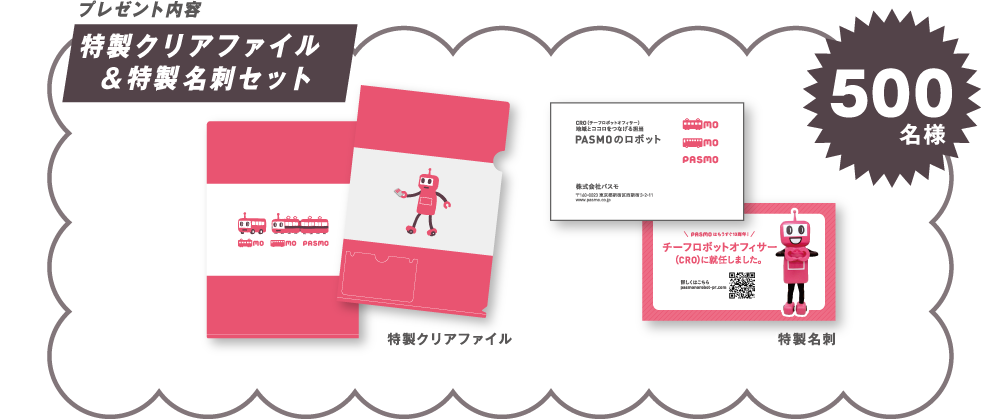 プレゼント内容
特製クリアファイル
＆特製名刺セット
500
名様
MO
MO
PASMO
特製クリアファイル
CRO(チーフロボットオフィサー)
地域とココロをつなげる担当
PASMOのロボット
MO
MO
PASMO
株式会社パスモ
〒160-0023 東京都新宿区西新宿3-2-11
www.pasmo.co.jp
PASMOはもうすぐ18周年！
チーフロボットオフィサー
(CRO)に就任しました。
詳しくはこちら
pasmonorobot-pr.com
特製名刺